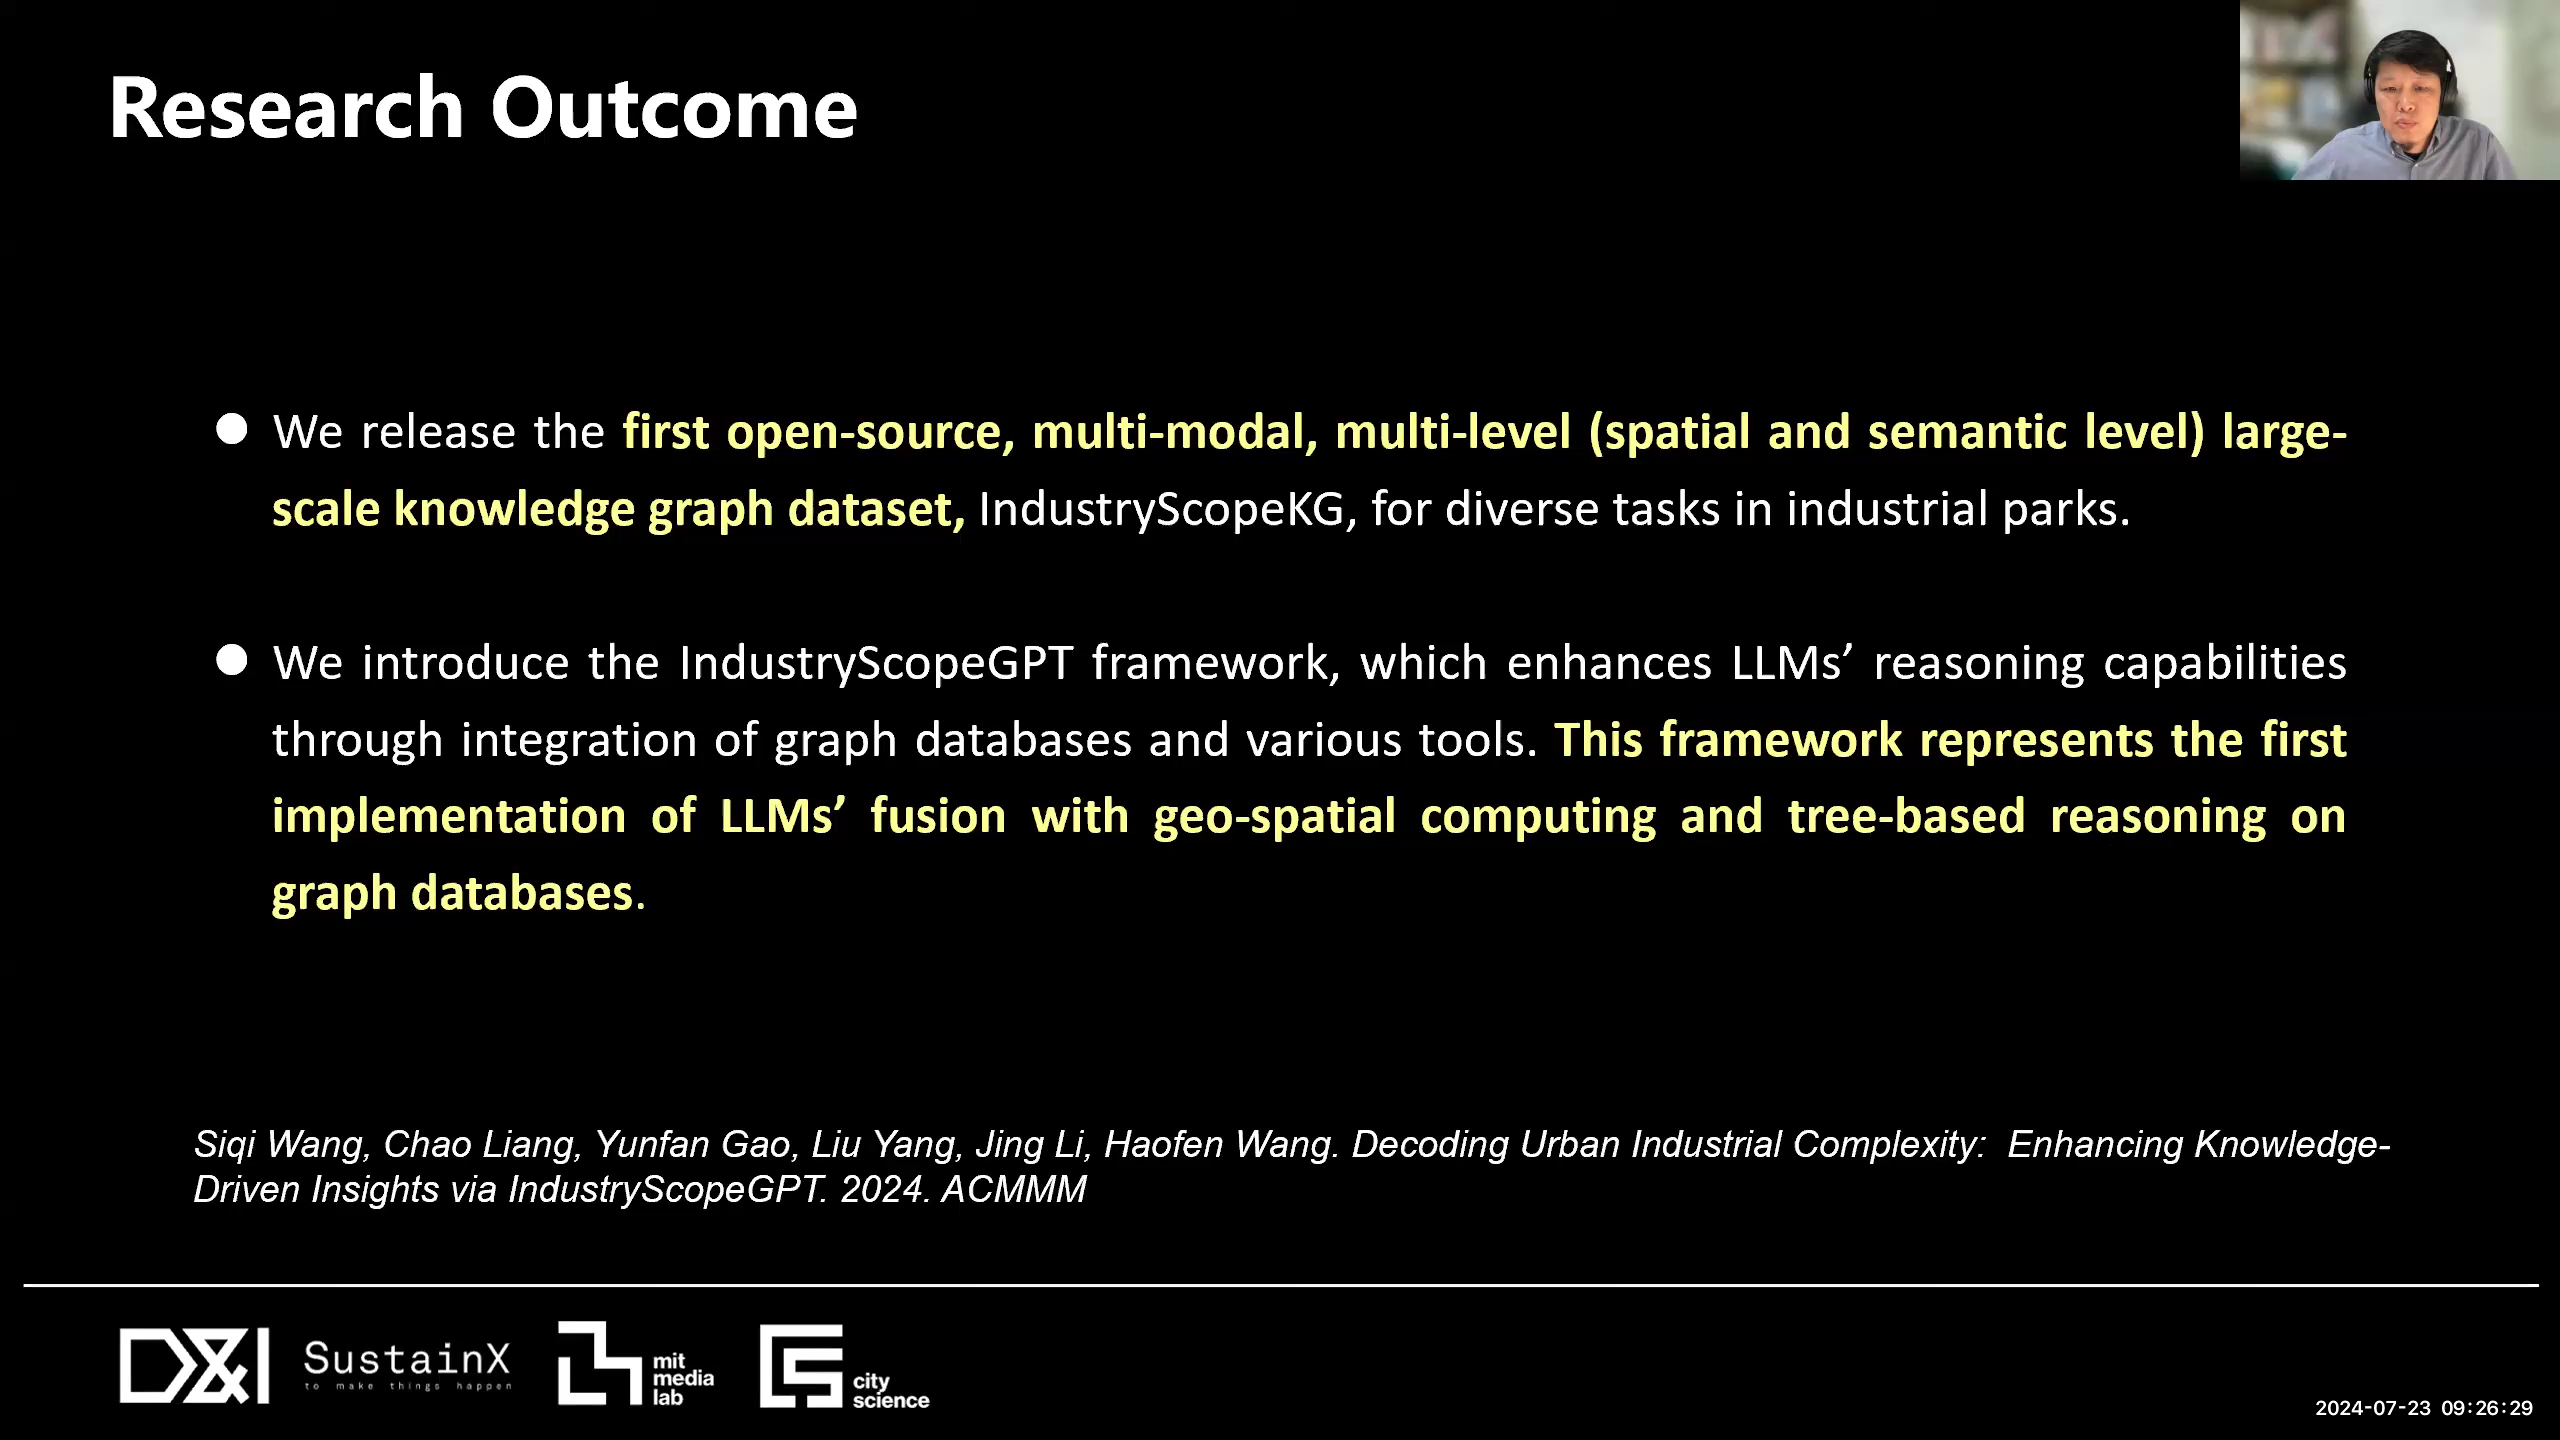 Research Outcome
We release the first open-source, multi-modal, multi-level (spatial and semantic level) large-
scale knowledge graph dataset, IndustryScopeKG, for diverse tasks in industrial parks.
We introduce the IndustryScopeGPT framework, which enhances LLMs’ reasoning capabilities
through integration of graph databases and various tools. This framework represents the first
implementation of LLMs’ fusion with geo-spatial computing and tree-based reasoning on
graph databases.
Siqi Wang, Chao Liang, Yunfan Gao, Liu Yang, Jing Li, Haofen Wang. Decoding Urban Industrial Complexity:  Enhancing Knowledge-
Driven Insights via IndustryScopeGPT. 2024. ACMMM
D&I
SustainX
to make things happen
mit
media
lab
city
science
2024-07-23 09:26:29